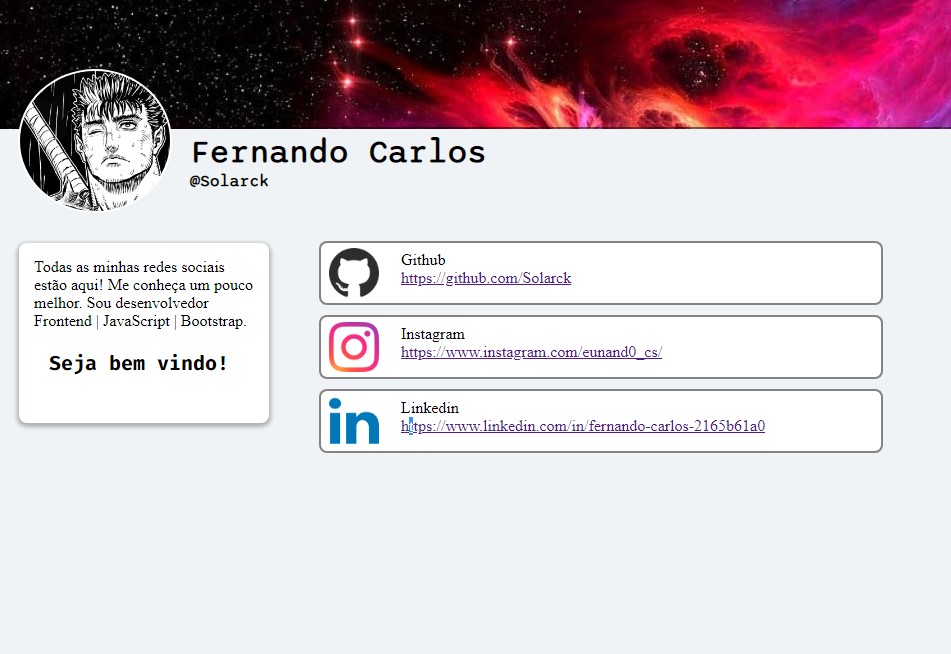 Fernando Carlos
@Solarck
Todas as minhas redes sociais
estão aqui! Me conheça um pouco
melhor. Sou desenvolvedor
Frontend | JavaScript | Bootstrap.
Seja bem vindo!
Github
https://github.com/Solarck
Instagram
https://www.instagram.com/eunand0_cs/
in
Linkedin
https://www.linkedin.com/in/fernando-carlos-2165b61a0